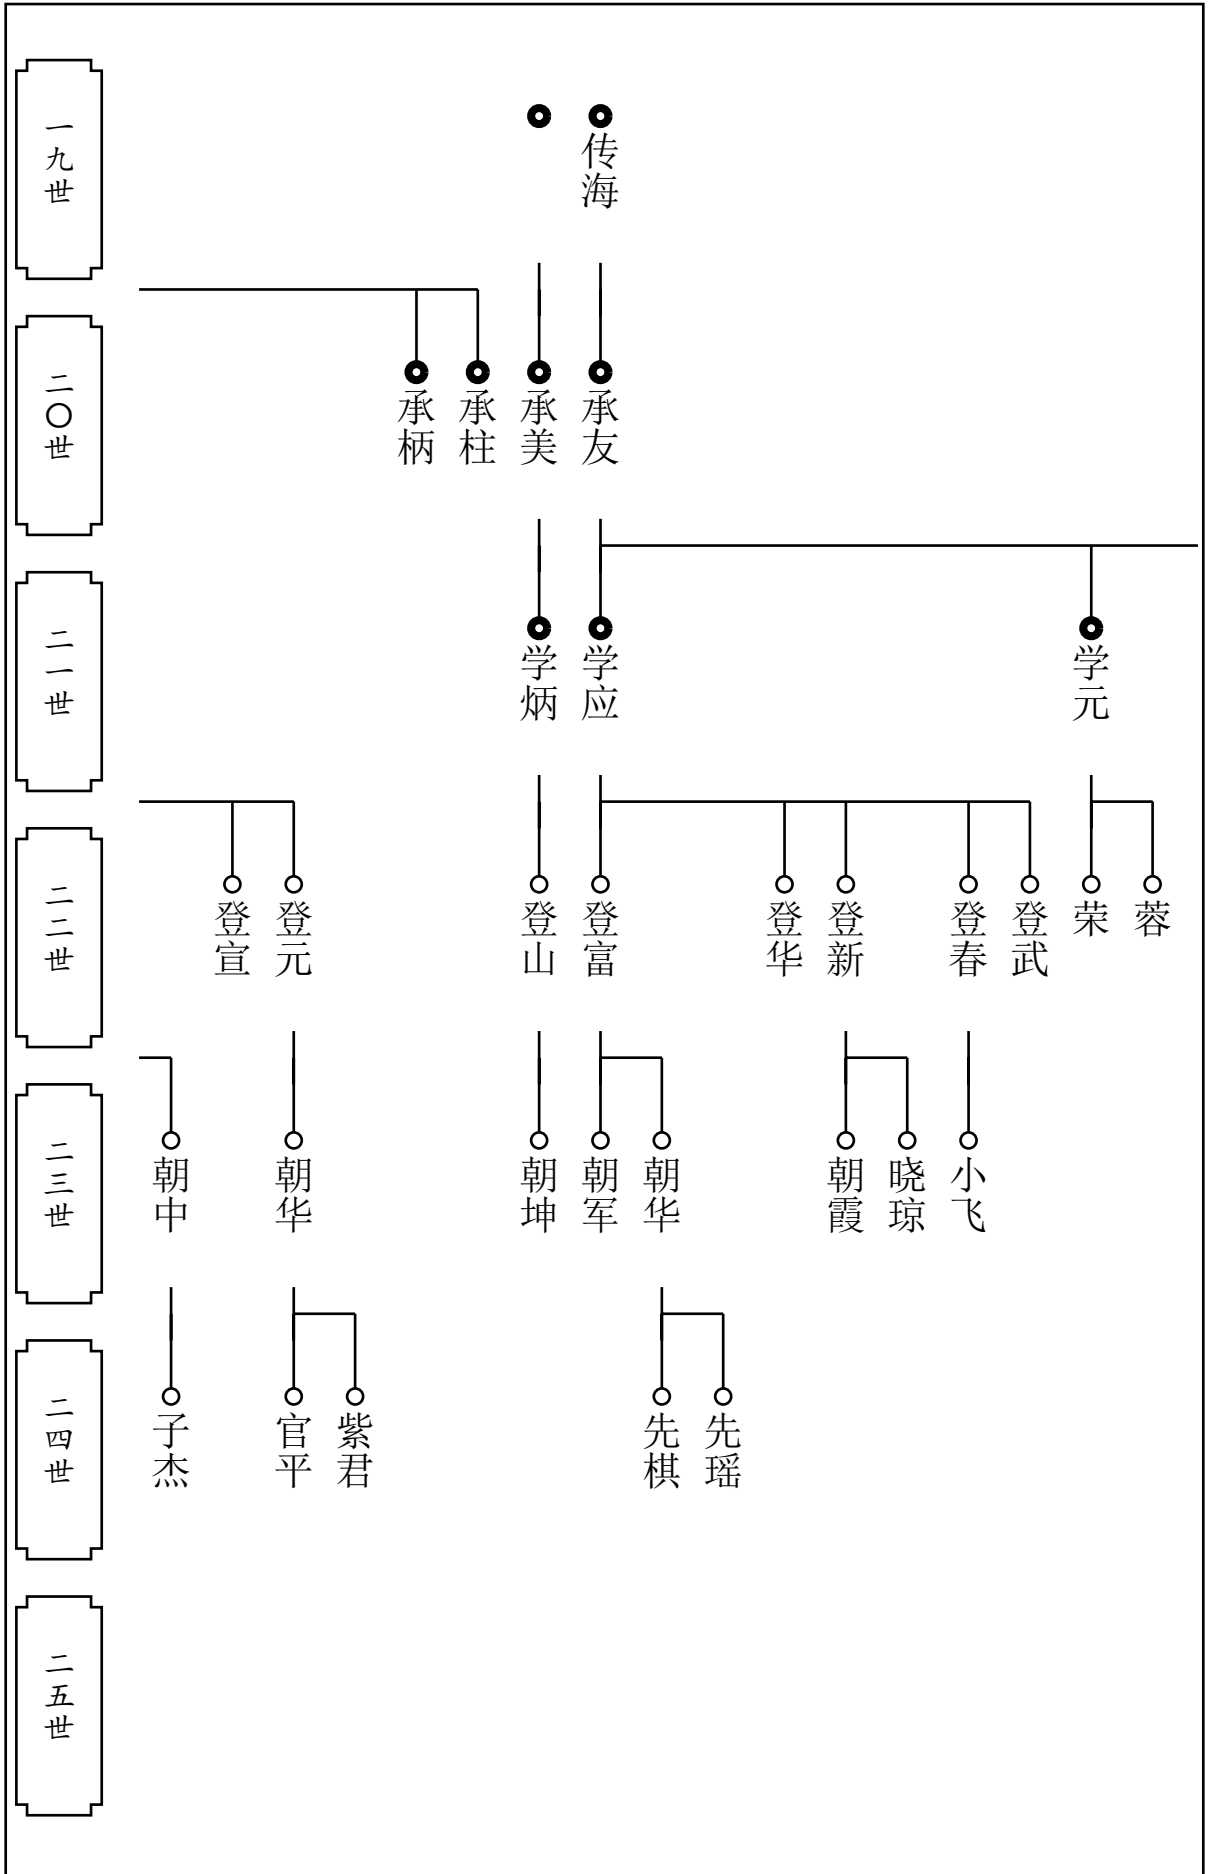 一九世
传海
二〇世
承友
承美
承柱
承柄
二一世
学元
学应
学炳
二二世
蓉
荣
登武
登春
登新
登华
登富
登山
登元
登宣
二三世
小飞
晓琼
朝霞
朝华
朝军
朝坤
朝华
朝中
二四世
先瑶
先棋
紫君
官平
子杰
二五世